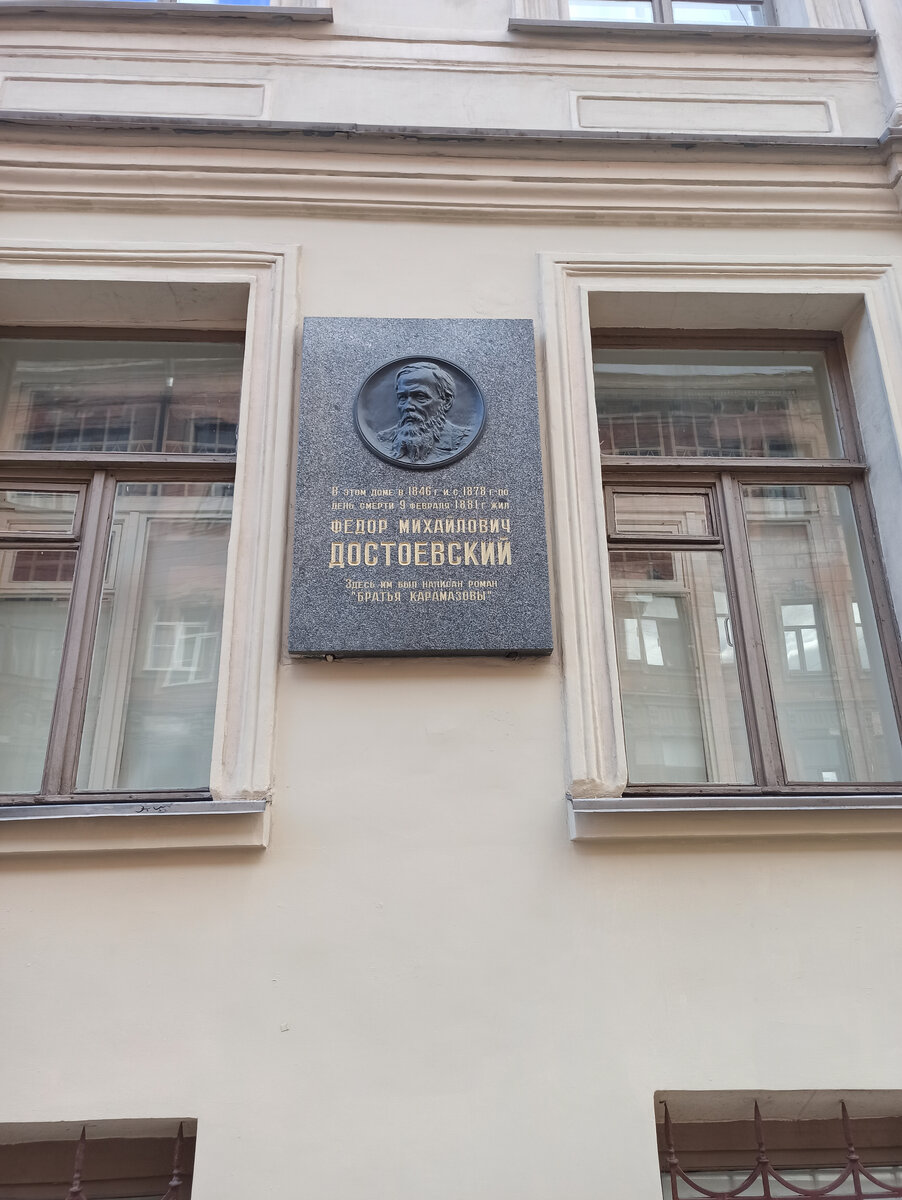 В этом доме в 1846 г. и с 1878 г. по
день смерти 9 февраля 1881 г. жил
ФЕДОР МИХАЙЛОВИЧ
ДОСТОЕВСКИЙ
Здесь им был написан роман
"БРАТЬЯ КАРАМАЗОВЫ"